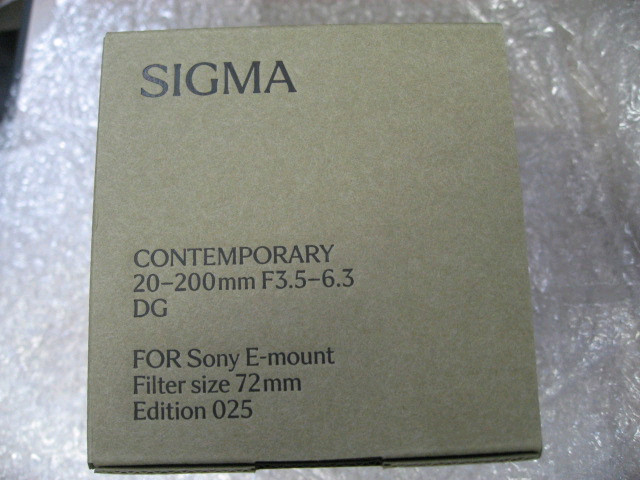 SIGMA
CONTEMPORARY
20–200mm F3.5–6.3
DG
FOR Sony E-mount
Filter size 72mm
Edition 025